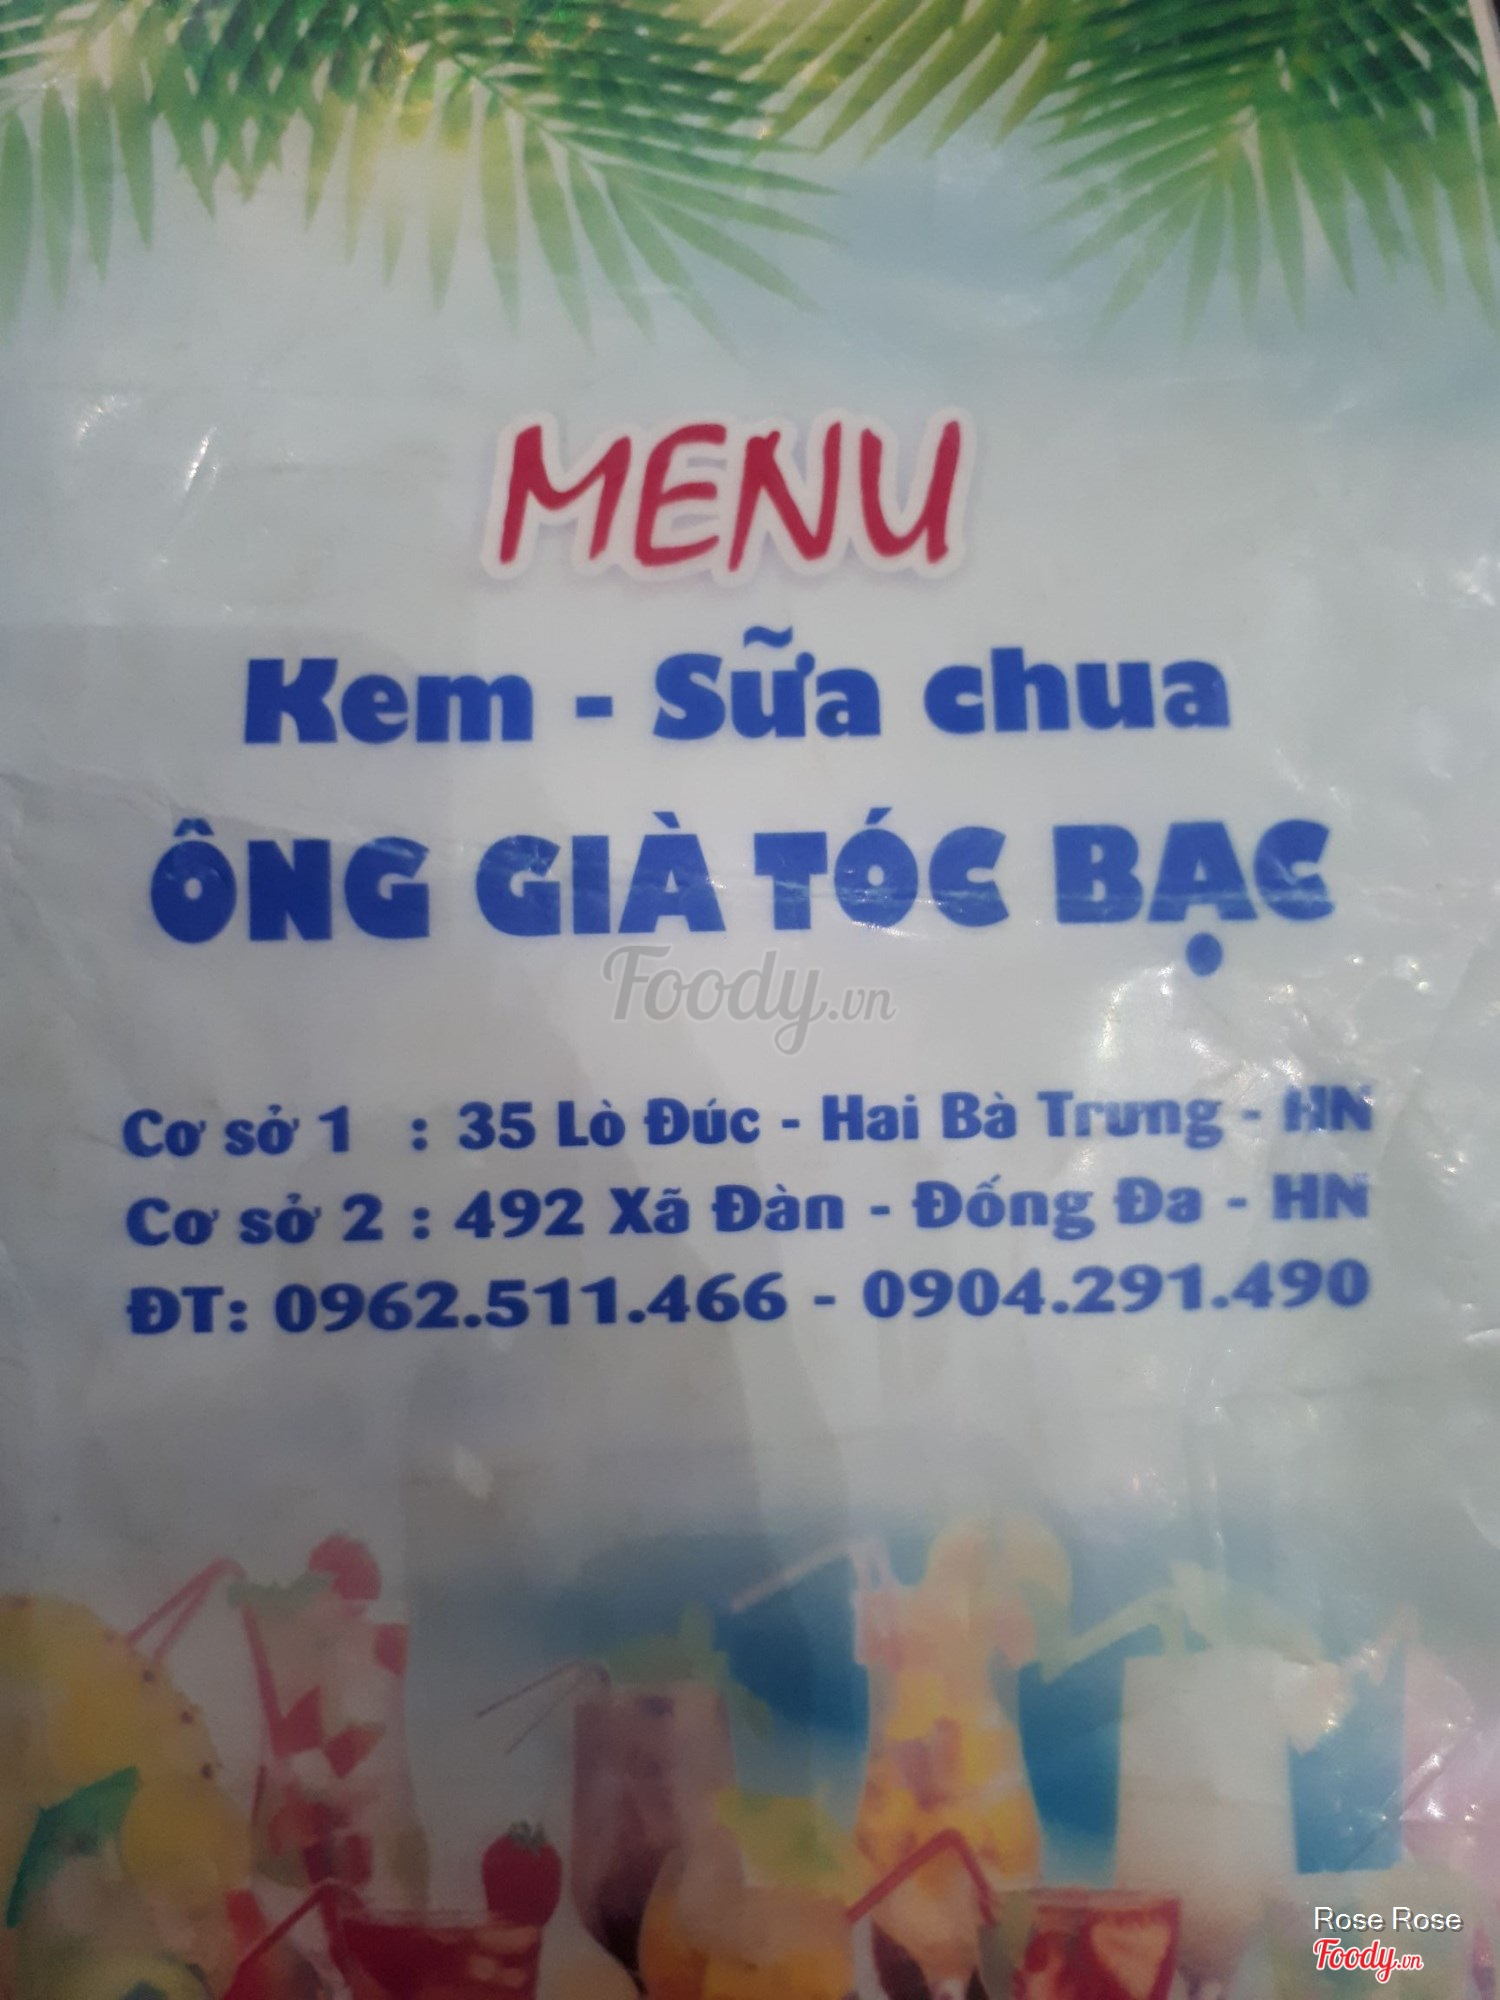 MENU
Kem - Sữa chua
ÔNG GIÀ TÓC BẠC
Foody.vn
Cơ sở 1 : 35 Lò Đúc - Hai Bà Trưng - HN
Cơ sở 2 : 492 Xã Đàn - Đống Đa - HN
ĐT: 0962.511.466 - 0904.291.490
Rose Rose
Foody.vn